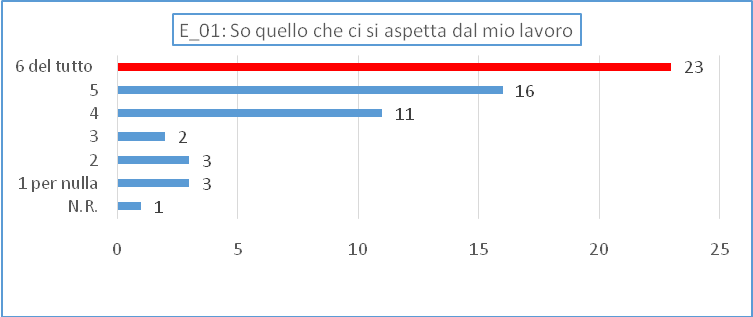 E_01: So quello che ci si aspetta dal mio lavoro
6 del tutto 23
5 16
4 11
3 2
2 3
1 per nulla 3
N.R. 1
0 5 10 15 20 25